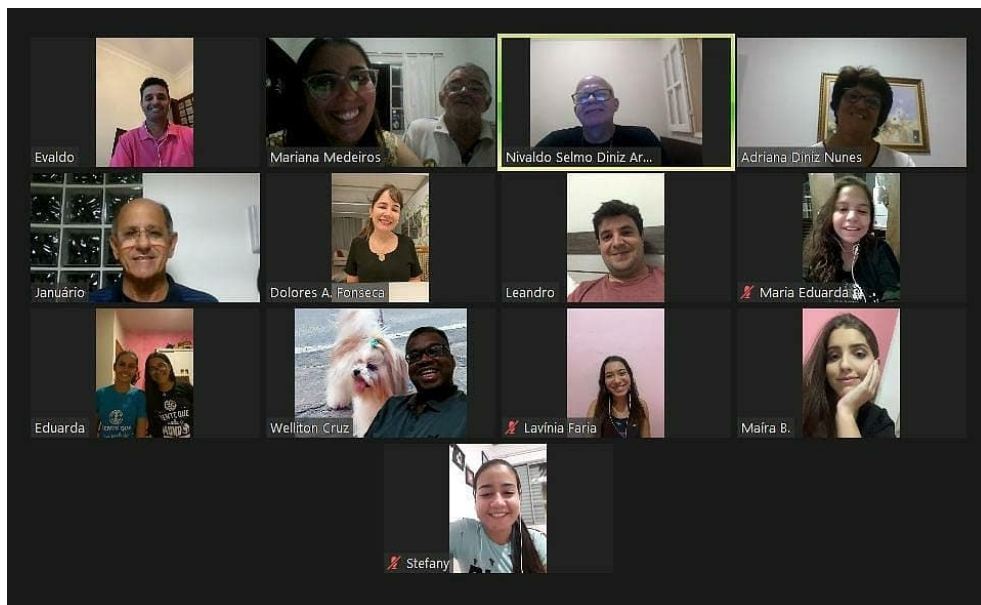 Evaldo
Mariana Medeiros
Nivaldo Selmo Diniz Ar...
Adriana Diniz Nunes
Januário
Dolores A. Fonseca
Leandro
Maria Eduarda
Eduarda
Welliton Cruz
Lavínia Faria
Maíra B.
Stefany